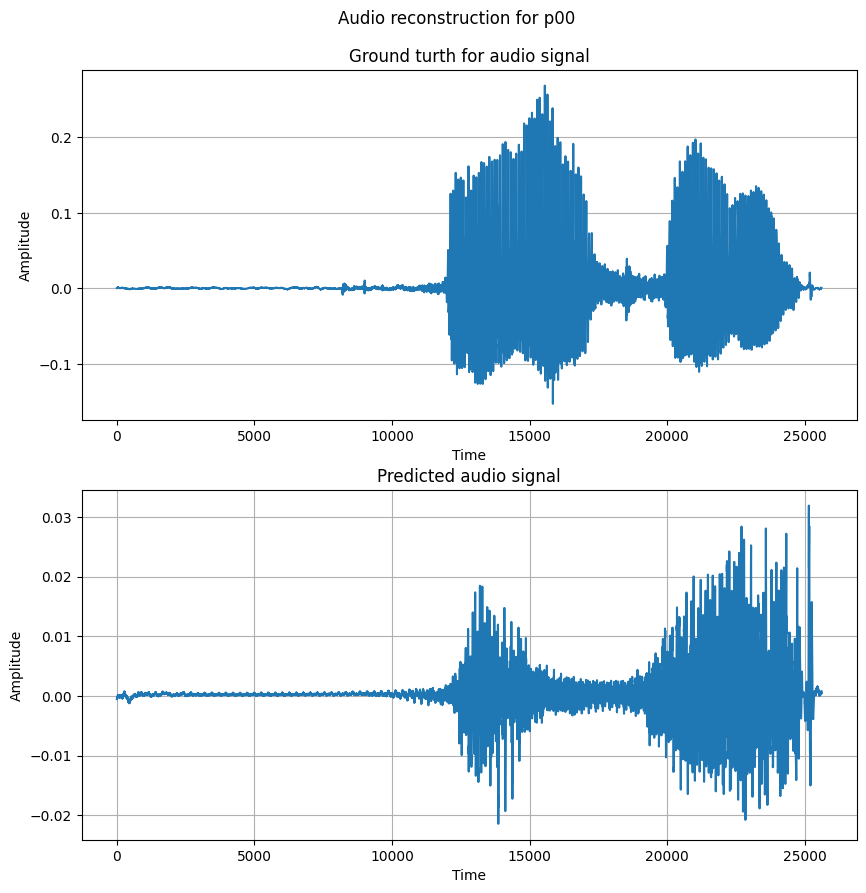 Audio reconstruction for p00
Ground turth for audio signal
Amplitude
0.2
0.1
0.0
−0.1
0 5000 10000 15000 20000 25000
Time
Predicted audio signal
Amplitude
0.03
0.02
0.01
0.00
−0.01
−0.02
0 5000 10000 15000 20000 25000
Time